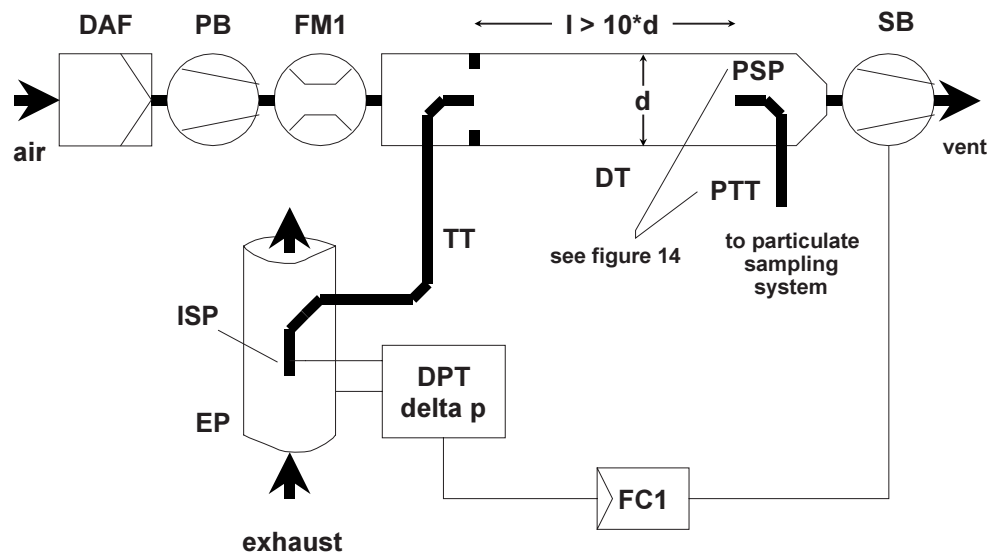 DAF
PB
FM1
l > 10*d
SB
d
PSP
air
vent
DT
PTT
TT
see figure 14
to particulate
sampling
system
ISP
DPT
delta p
EP
FC1
exhaust